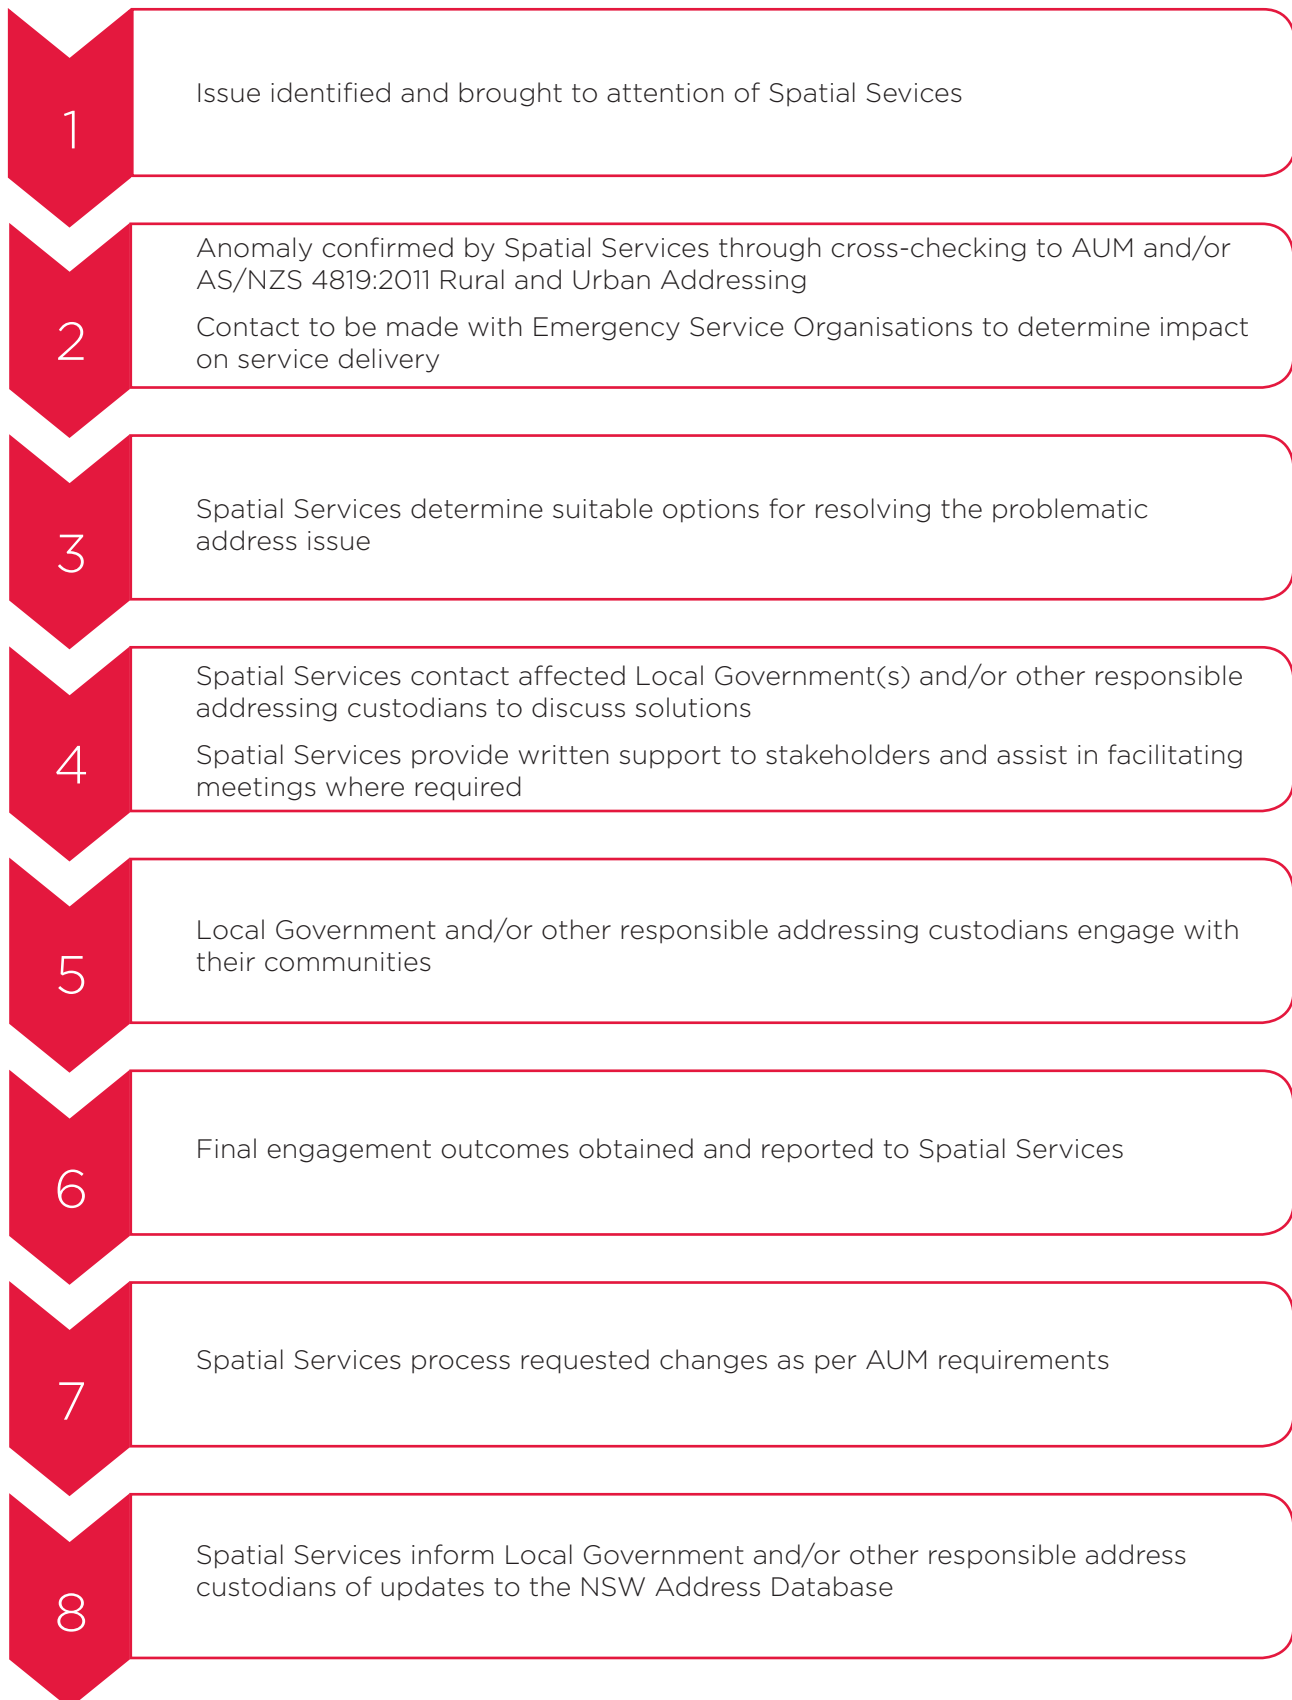 1
Issue identified and brought to attention of Spatial Sevices
2
Anomaly confirmed by Spatial Services through cross-checking to AUM and/or
AS/NZS 4819:2011 Rural and Urban Addressing
Contact to be made with Emergency Service Organisations to determine impact
on service delivery
3
Spatial Services determine suitable options for resolving the problematic
address issue
4
Spatial Services contact affected Local Government(s) and/or other responsible
addressing custodians to discuss solutions
Spatial Services provide written support to stakeholders and assist in facilitating
meetings where required
5
Local Government and/or other responsible addressing custodians engage with
their communities
6
Final engagement outcomes obtained and reported to Spatial Services
7
Spatial Services process requested changes as per AUM requirements
8
Spatial Services inform Local Government and/or other responsible address
custodians of updates to the NSW Address Database